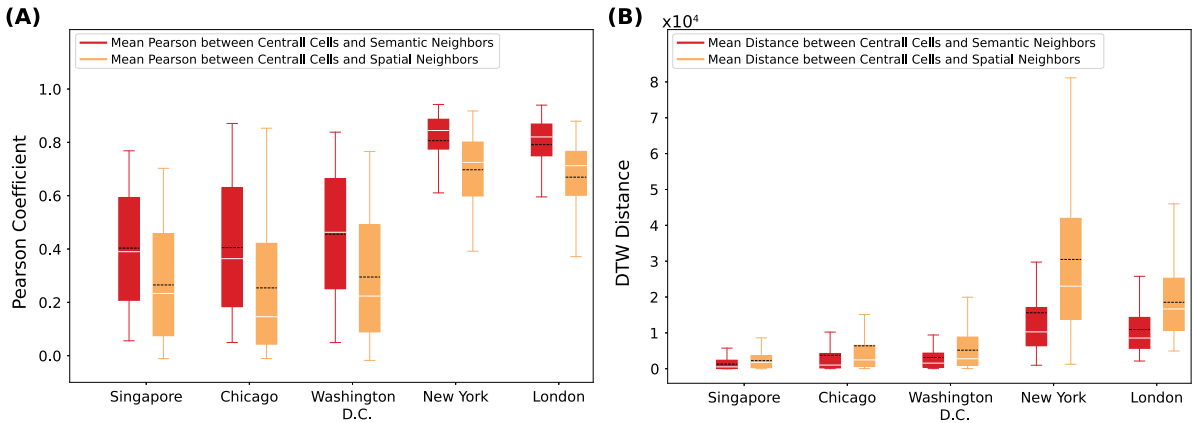 (A)
Mean Pearson between Centrall Cells and Semantic Neighbors
Mean Pearson between Centrall Cells and Spatial Neighbors
Pearson Coefficient
1.0
0.8
0.6
0.4
0.2
0.0
Singapore
Chicago
Washington
D.C.
New York
London
(B)
x10⁴
Mean Distance between Centrall Cells and Semantic Neighbors
Mean Distance between Centrall Cells and Spatial Neighbors
DTW Distance
8
7
6
5
4
3
2
1
0
Singapore
Chicago
Washington
D.C.
New York
London